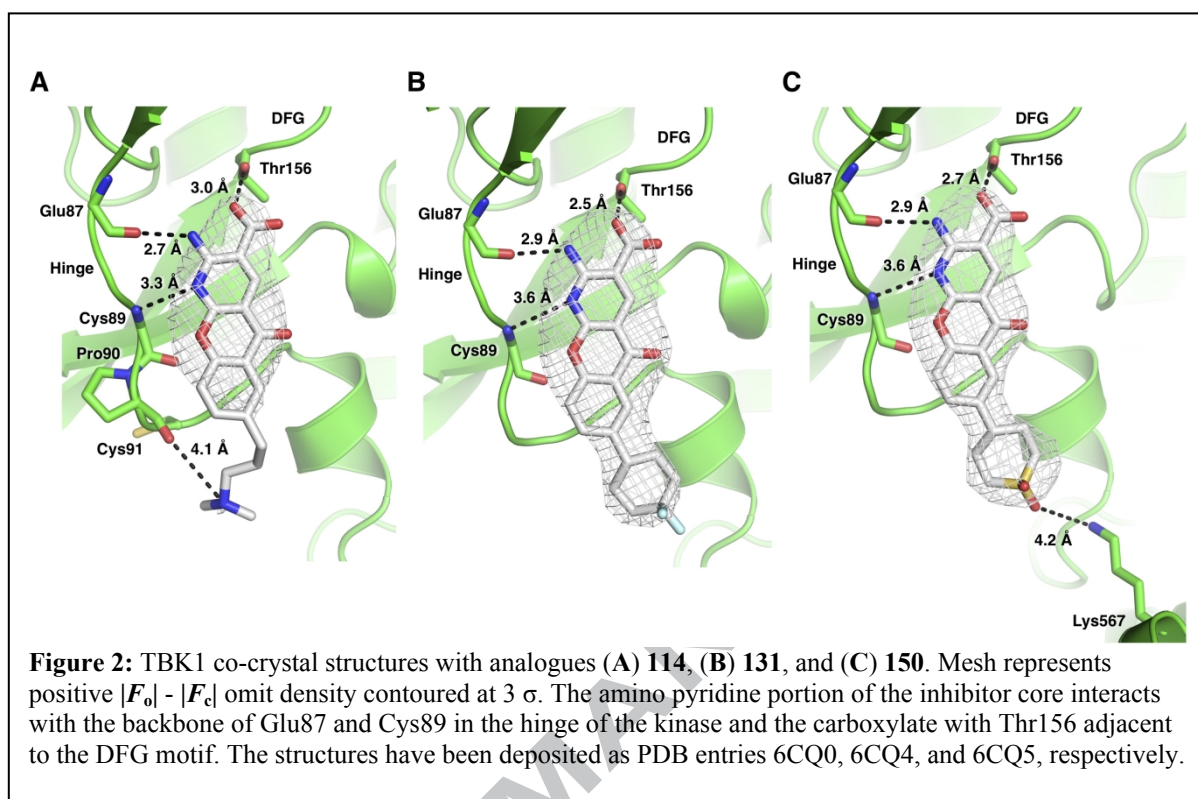 A
B
C
DFG
Thr156
3.0 Å
Glu87
2.7 Å
Hinge
3.3 Å
Cys89
Pro90
Cys91
4.1 Å
DFG
Thr156
2.5 Å
Glu87
2.9 Å
Hinge
3.6 Å
Cys89
DFG
Thr156
2.7 Å
Glu87
2.9 Å
Hinge
3.6 Å
Cys89
4.2 Å
Lys567
Figure 2: TBK1 co-crystal structures with analogues (A) 114, (B) 131, and (C) 150. Mesh represents
positive |Fo| - |Fc| omit density contoured at 3 σ. The amino pyridine portion of the inhibitor core interacts
with the backbone of Glu87 and Cys89 in the hinge of the kinase and the carboxylate with Thr156 adjacent
to the DFG motif. The structures have been deposited as PDB entries 6CQ0, 6CQ4, and 6CQ5, respectively.
MA